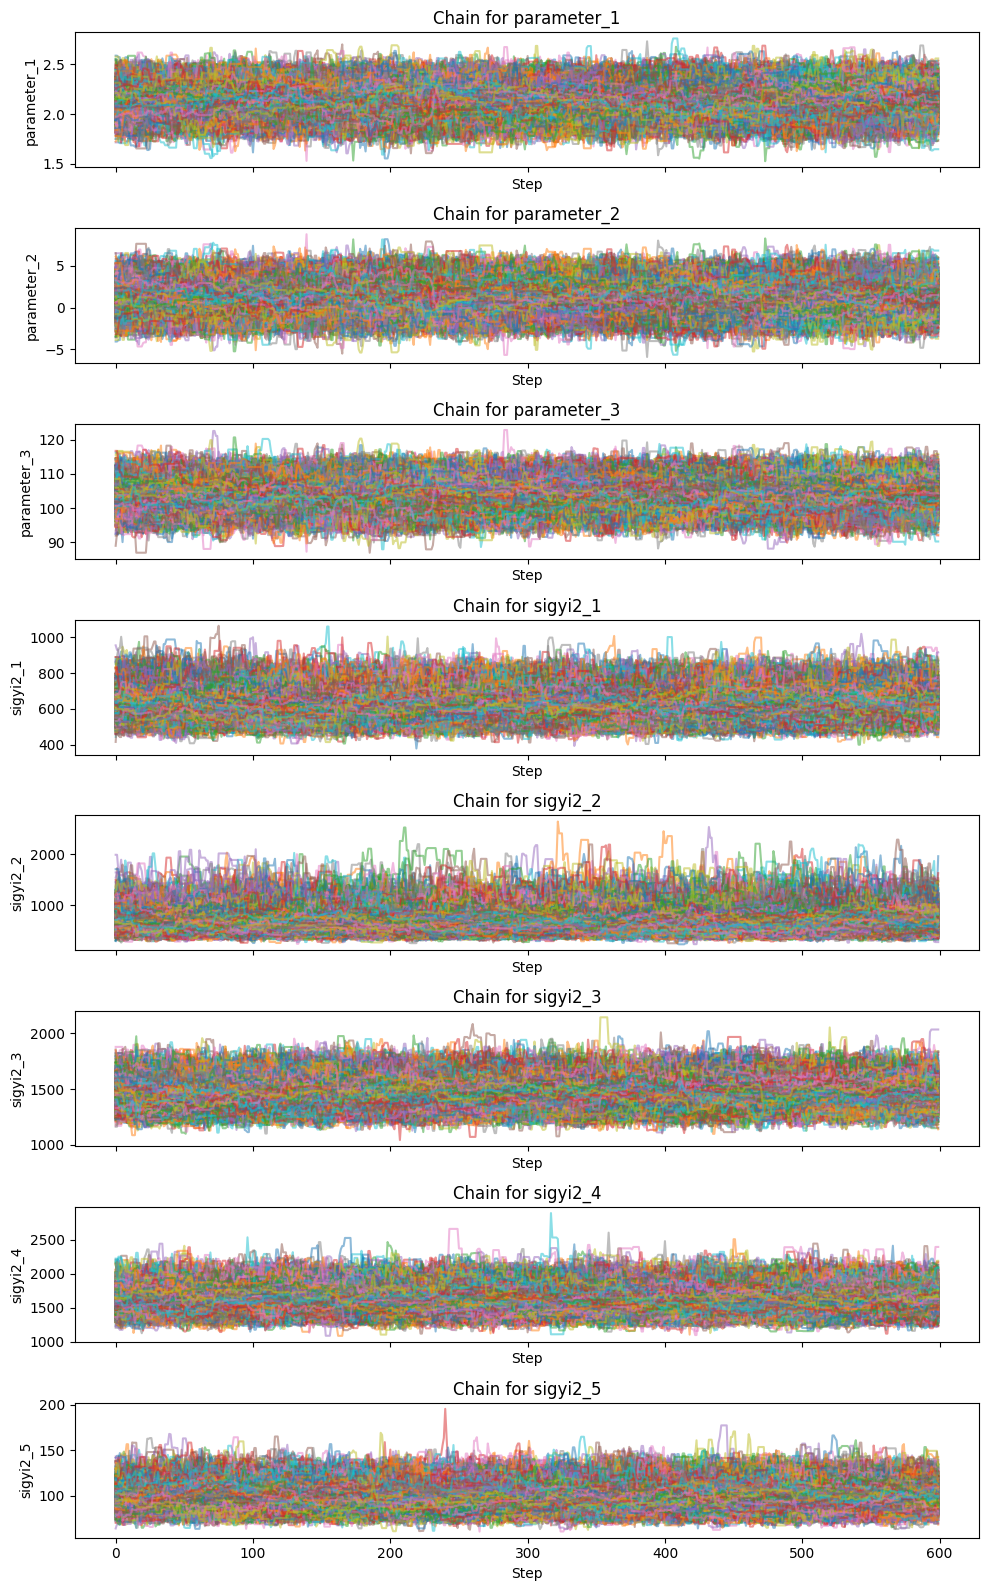 Chain for parameter_1
parameter_1
2.5
2.0
1.5
Step
Chain for parameter_2
parameter_2
5
0
−5
Step
Chain for parameter_3
parameter_3
120
110
100
90
Step
Chain for sigyi2_1
sigyi2_1
1000
800
600
400
Step
Chain for sigyi2_2
sigyi2_2
2000
1000
Step
Chain for sigyi2_3
sigyi2_3
2000
1500
1000
Step
Chain for sigyi2_4
sigyi2_4
2500
2000
1500
1000
Step
Chain for sigyi2_5
sigyi2_5
200
150
100
0 100 200 300 400 500 600
Step